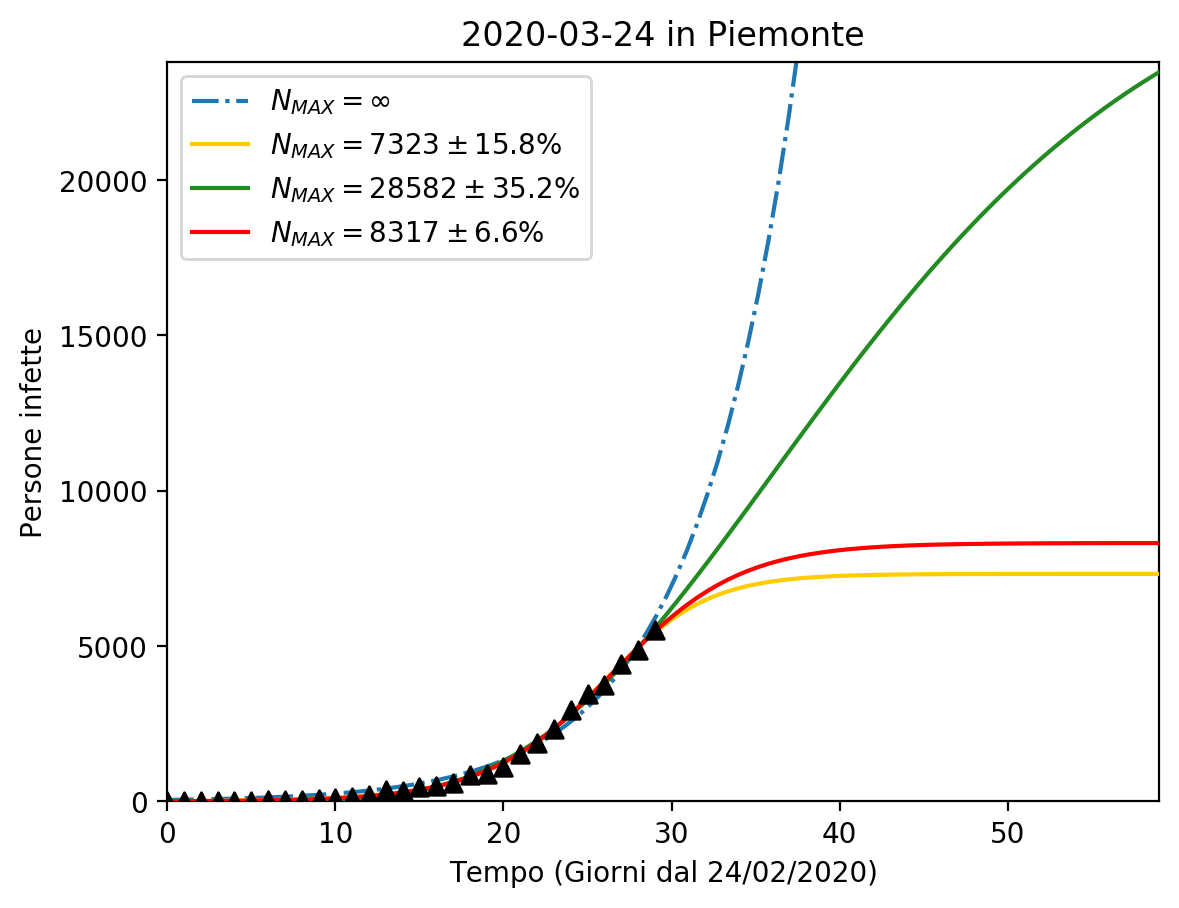 2020-03-24 in Piemonte
N_MAX = ∞
N_MAX = 7323 ± 15.8%
N_MAX = 28582 ± 35.2%
N_MAX = 8317 ± 6.6%
20000
15000
10000
5000
0
Persone infette
0 10 20 30 40 50
Tempo (Giorni dal 24/02/2020)